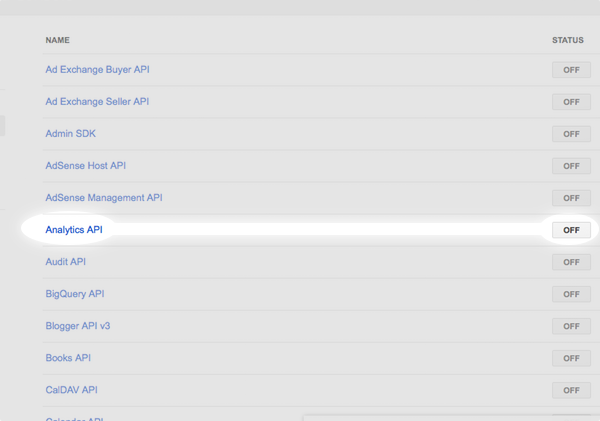 NAME STATUS
Ad Exchange Buyer API OFF
Ad Exchange Seller API OFF
Admin SDK OFF
AdSense Host API OFF
AdSense Management API OFF
Analytics API OFF
Audit API OFF
BigQuery API OFF
Blogger API v3 OFF
Books API OFF
CalDAV API OFF
Calendar API